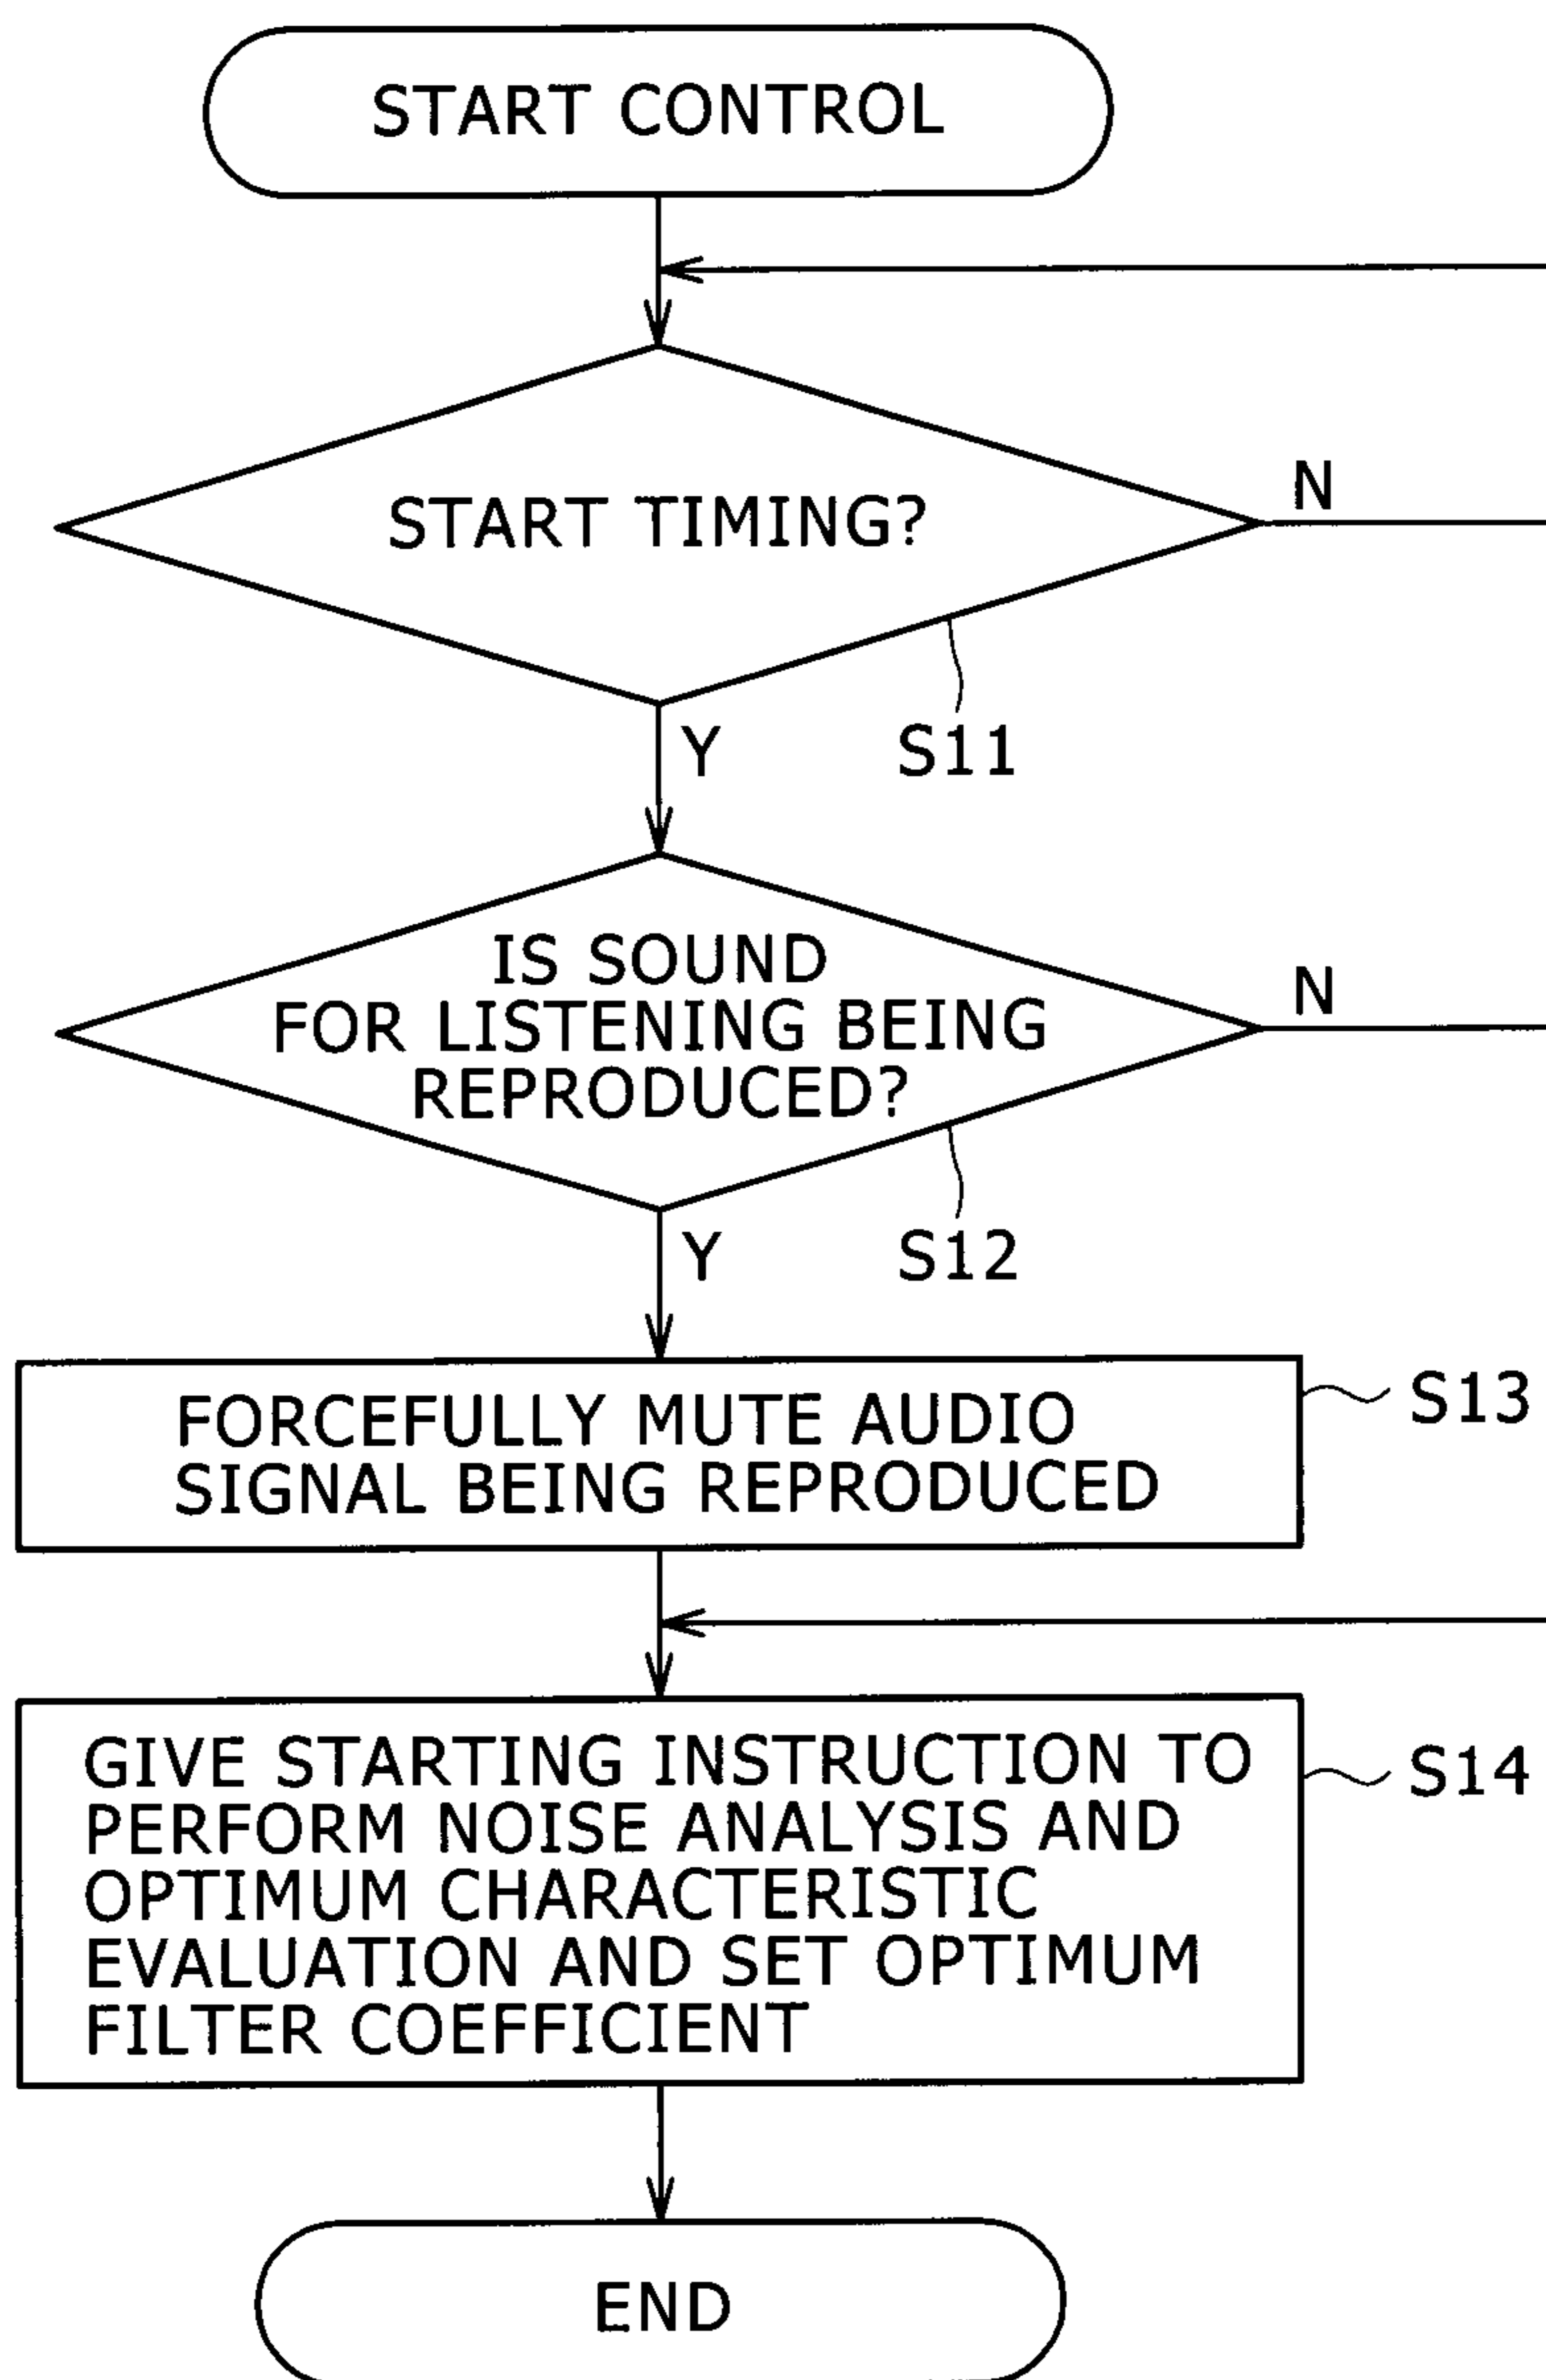 START CONTROL
START TIMING?
N
Y
S11
IS SOUND
FOR LISTENING BEING
REPRODUCED?
N
Y
S12
FORCEFULLY MUTE AUDIO
SIGNAL BEING REPRODUCED
S13
GIVE STARTING INSTRUCTION TO
PERFORM NOISE ANALYSIS AND
OPTIMUM CHARACTERISTIC
EVALUATION AND SET OPTIMUM
FILTER COEFFICIENT
S14
END